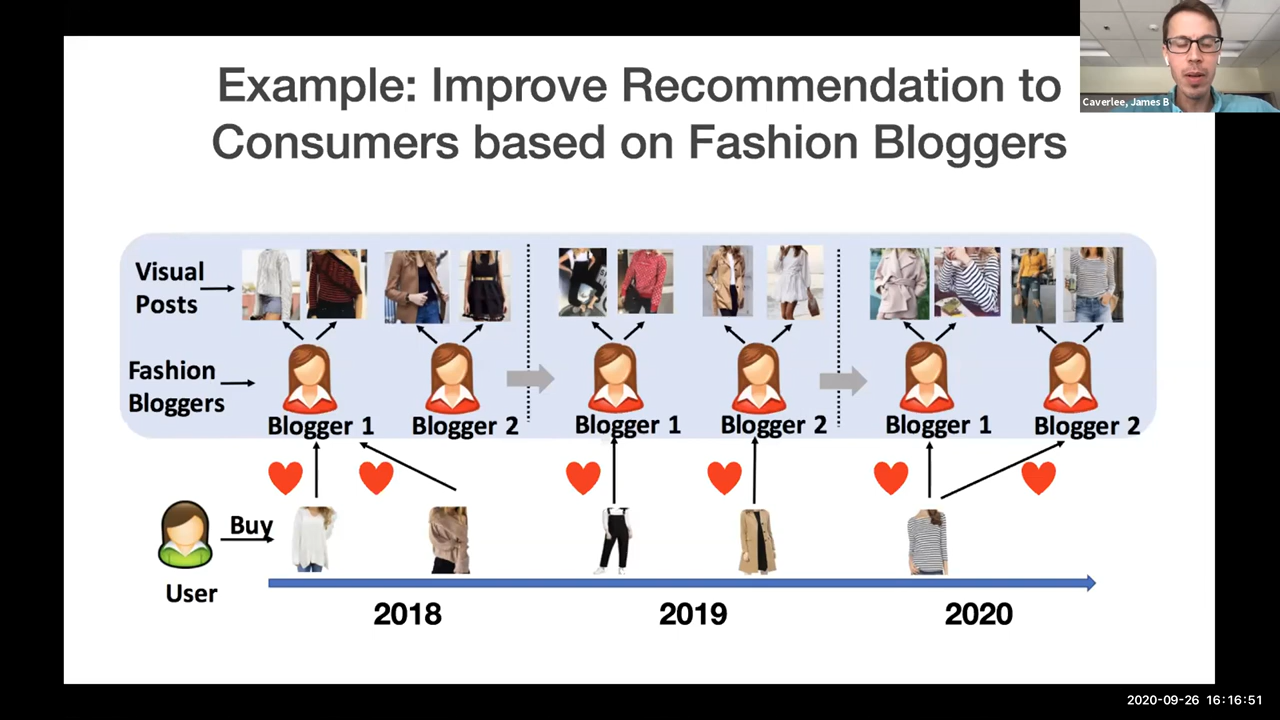 Example: Improve Recommendation to
Consumers based on Fashion Bloggers
Caverlee, James B
Visual
Posts
Fashion
Bloggers
Blogger 1
Blogger 2
Blogger 1
Blogger 2
Blogger 1
Blogger 2
Buy
User
2018
2019
2020
2020-09-26 16:16:51